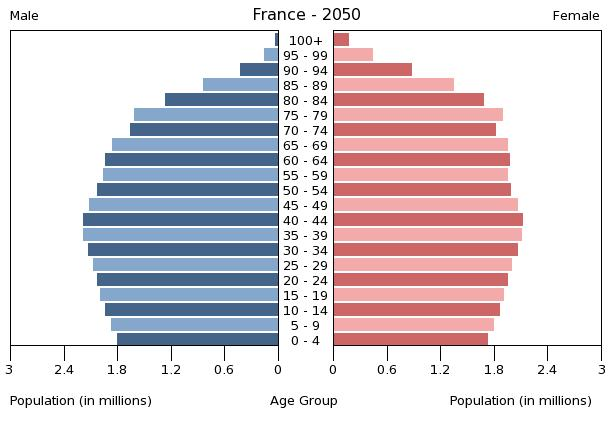 Male France - 2050 Female
100+
95 - 99
90 - 94
85 - 89
80 - 84
75 - 79
70 - 74
65 - 69
60 - 64
55 - 59
50 - 54
45 - 49
40 - 44
35 - 39
30 - 34
25 - 29
20 - 24
15 - 19
10 - 14
5 - 9
0 - 4
3 2.4 1.8 1.2 0.6 0 0 0.6 1.2 1.8 2.4 3
Population (in millions) Age Group Population (in millions)